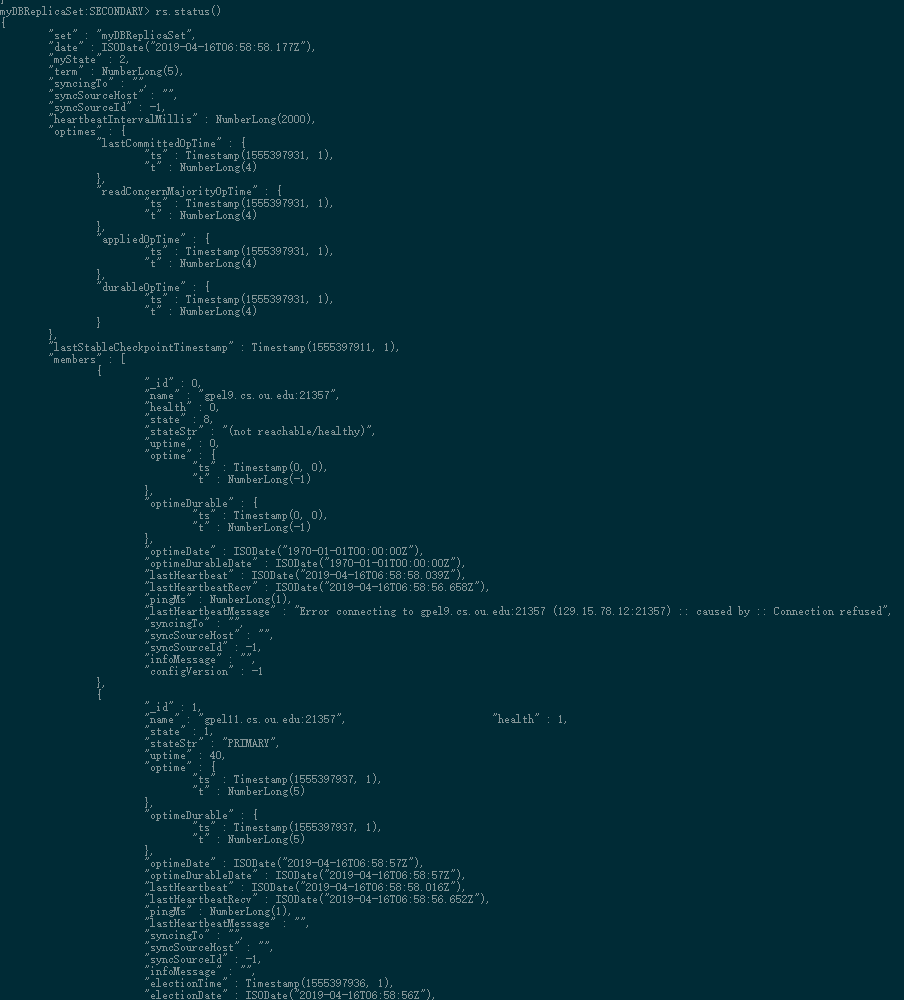 }
myDBReplicaSet:SECONDARY> rs.status()
{
"set" : "myDBReplicaSet",
"date" : ISODate("2019-04-16T06:58:58.177Z"),
"myState" : 2,
"term" : NumberLong(5),
"syncingTo" : "",
"syncSourceHost" : "",
"syncSourceId" : -1,
"heartbeatIntervalMillis" : NumberLong(2000),
"optimes" : {
"lastCommittedOpTime" : {
"ts" : Timestamp(1555397931, 1),
"t" : NumberLong(4)
},
"readConcernMajorityOpTime" : {
"ts" : Timestamp(1555397931, 1),
"t" : NumberLong(4)
},
"appliedOpTime" : {
"ts" : Timestamp(1555397931, 1),
"t" : NumberLong(4)
},
"durableOpTime" : {
"ts" : Timestamp(1555397931, 1),
"t" : NumberLong(4)
}
},
"lastStableCheckpointTimestamp" : Timestamp(1555397911, 1),
"members" : [
{
"_id" : 0,
"name" : "gpel9.cs.ou.edu:21357",
"health" : 0,
"state" : 8,
"stateStr" : "(not reachable/healthy)",
"uptime" : 0,
"optime" : {
"ts" : Timestamp(0, 0),
"t" : NumberLong(-1)
},
"optimeDurable" : {
"ts" : Timestamp(0, 0),
"t" : NumberLong(-1)
},
"optimeDate" : ISODate("1970-01-01T00:00:00Z"),
"optimeDurableDate" : ISODate("1970-01-01T00:00:00Z"),
"lastHeartbeat" : ISODate("2019-04-16T06:58:58.039Z"),
"lastHeartbeatRecv" : ISODate("2019-04-16T06:58:56.658Z"),
"pingMs" : NumberLong(1),
"lastHeartbeatMessage" : "Error connecting to gpel9.cs.ou.edu:21357 (129.15.78.12:21357) :: caused by :: Connection refused",
"syncingTo" : "",
"syncSourceHost" : "",
"syncSourceId" : -1,
"infoMessage" : "",
"configVersion" : -1
},
{
"_id" : 1,
"name" : "gpel11.cs.ou.edu:21357", "health" : 1,
"state" : 1,
"stateStr" : "PRIMARY",
"uptime" : 40,
"optime" : {
"ts" : Timestamp(1555397937, 1),
"t" : NumberLong(5)
},
"optimeDurable" : {
"ts" : Timestamp(1555397937, 1),
"t" : NumberLong(5)
},
"optimeDate" : ISODate("2019-04-16T06:58:57Z"),
"optimeDurableDate" : ISODate("2019-04-16T06:58:57Z"),
"lastHeartbeat" : ISODate("2019-04-16T06:58:58.016Z"),
"lastHeartbeatRecv" : ISODate("2019-04-16T06:58:56.652Z"),
"pingMs" : NumberLong(1),
"lastHeartbeatMessage" : "",
"syncingTo" : "",
"syncSourceHost" : "",
"syncSourceId" : -1,
"infoMessage" : "",
"electionTime" : Timestamp(1555397936, 1),
"electionDate" : ISODate("2019-04-16T06:58:56Z"),